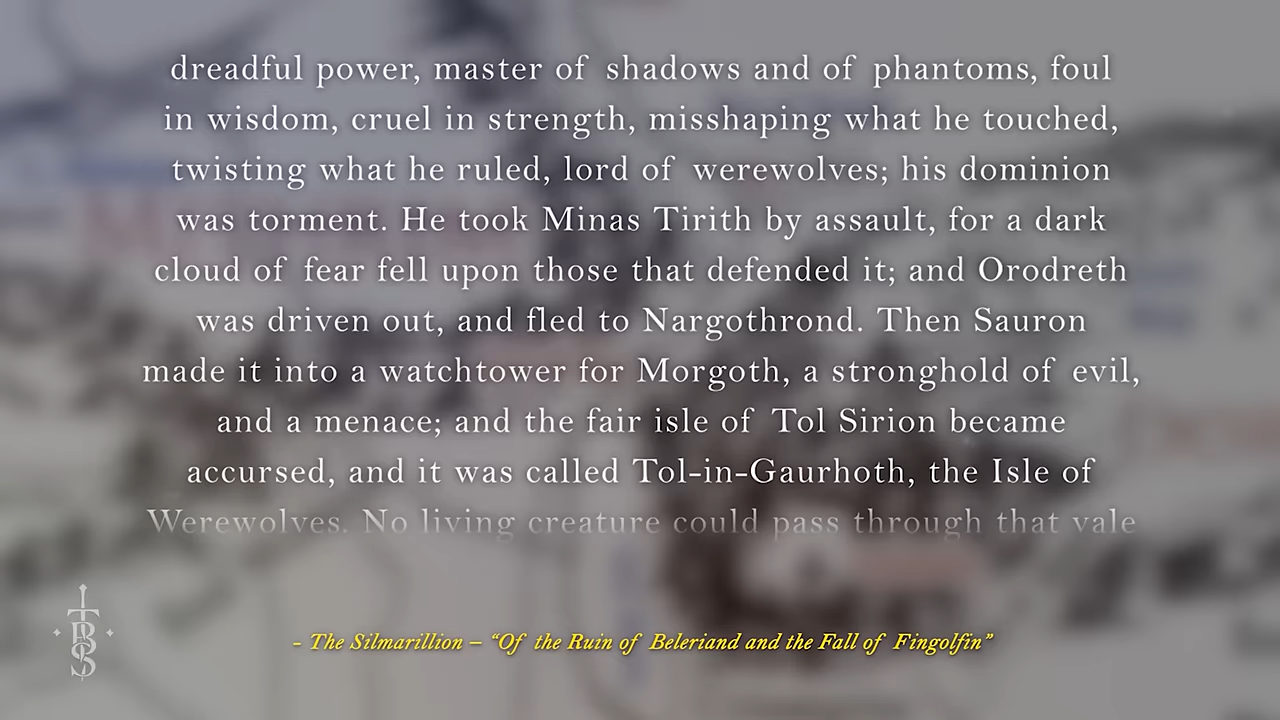 dreadful power, master of shadows and of phantoms, foul
in wisdom, cruel in strength, misshaping what he touched,
twisting what he ruled, lord of werewolves; his dominion
was torment. He took Minas Tirith by assault, for a dark
cloud of fear fell upon those that defended it; and Orodreth
was driven out, and fled to Nargothrond. Then Sauron
made it into a watchtower for Morgoth, a stronghold of evil,
and a menace; and the fair isle of Tol Sirion became
accursed, and it was called Tol-in-Gaurhoth, the Isle of
Werewolves. No living creature could pass through that vale
- The Silmarillion – “Of the Ruin of Beleriand and the Fall of Fingolfin”